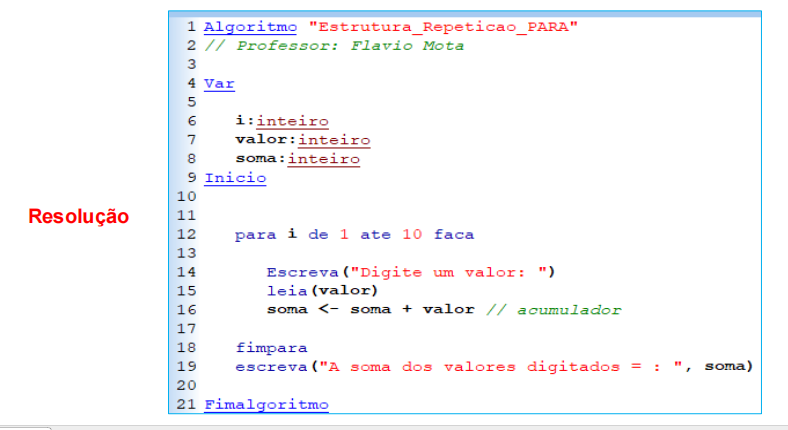 Resolução
1 Algoritmo "Estrutura_Repeticao_PARA"
2 // Professor: Flavio Mota
3
4 Var
5
6 i:inteiro
7 valor:inteiro
8 soma:inteiro
9 Inicio
10
11
12 para i de 1 ate 10 faca
13
14 Escreva("Digite um valor: ")
15 leia(valor)
16 soma <- soma + valor // acumulador
17
18 fimpara
19 escreva("A soma dos valores digitados = : ", soma)
20
21 Fimalgoritmo